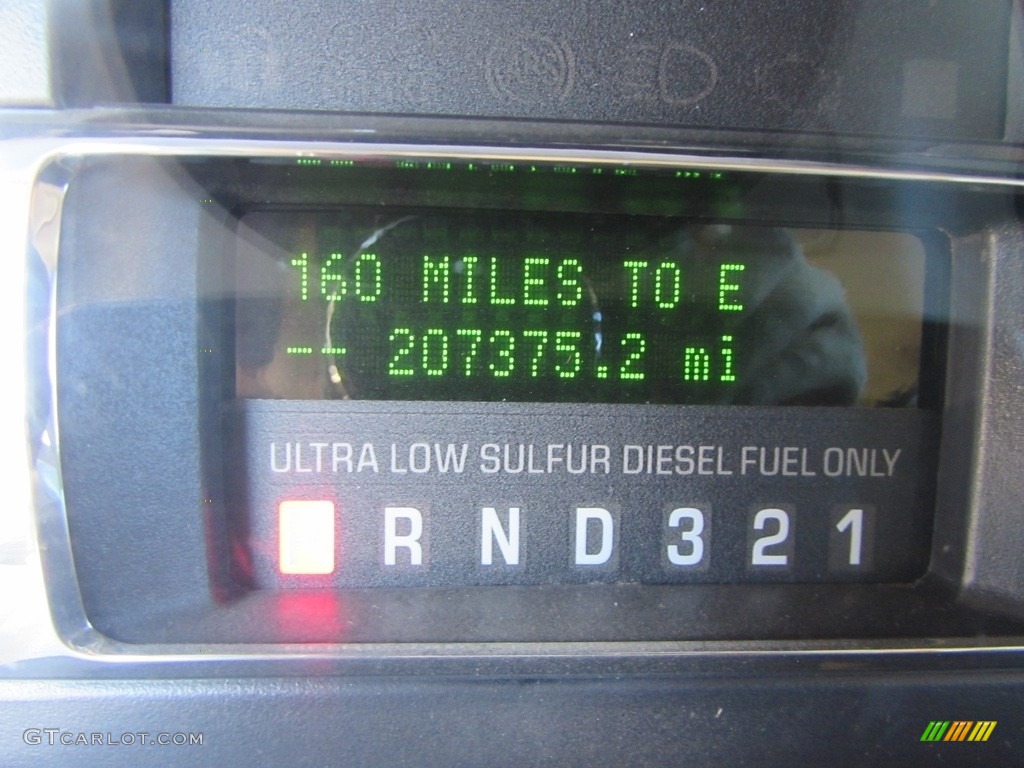 160 MILES TO E
-- 207375.2 mi
ULTRA LOW SULFUR DIESEL FUEL ONLY
R N D 3 2 1
GTCARLOT.COM